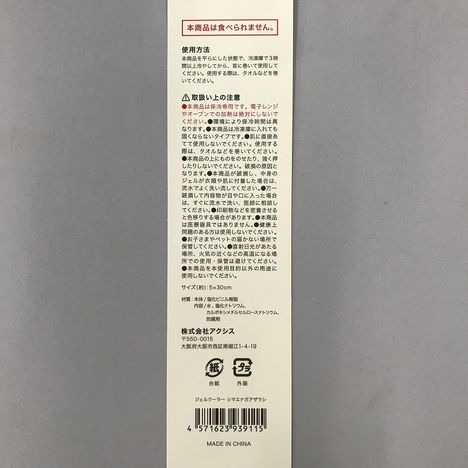 本商品は食べられません。
使用方法
本商品を平らにした状態で、冷凍庫で3時
間以上冷やしてから、首に巻いて使用して
ください。使用する際は、タオルなどを巻
いてください。
取扱い上の注意
●本商品は保冷専用です。電子レンジ
やオーブンでの加熱は絶対にしないで
ください。●環境により保冷時間は異
なります。●本商品は冷凍庫に入れても
固くならないタイプです。●肌に直接あ
てて使用しないでください。使用する
際は、タオルなどを巻いてください。
●本商品の上にものをのせたり、強く押
したりしないでください。破損の原因と
なります。●本商品が破損し、中身の
ジェルが衣類や肌に付着した場合は、
流水でよく洗い流してください。●万一
破損して内容物が目や口に入った場合
は、すぐに流水で洗い、医師に相談し
てください。●印刷物などを密着させる
と色移りする場合があります。●本商品
は医療器具ではありません。●健康上
問題のある方は使用しないでください。
●お子さまやペットの届かない場所で
保管してください。●直射日光があたる
場所、火気の近くなどの高温になる場
所での使用・保管は避けてください。
●本商品を本使用目的以外の用途に
使用しないでください。
サイズ(約):5×30cm
材質:本体/塩化ビニル樹脂
内容/水、塩化ナトリウム、
カルボキシメチルセルロースナトリウム、
防腐剤
株式会社アクシス
〒550-0015
大阪府大阪市西区南堀江1-4-19
紙 プラ
台紙 外装
ジェルクーラー シマエナガアザラシ
4 571623 939115
MADE IN CHINA